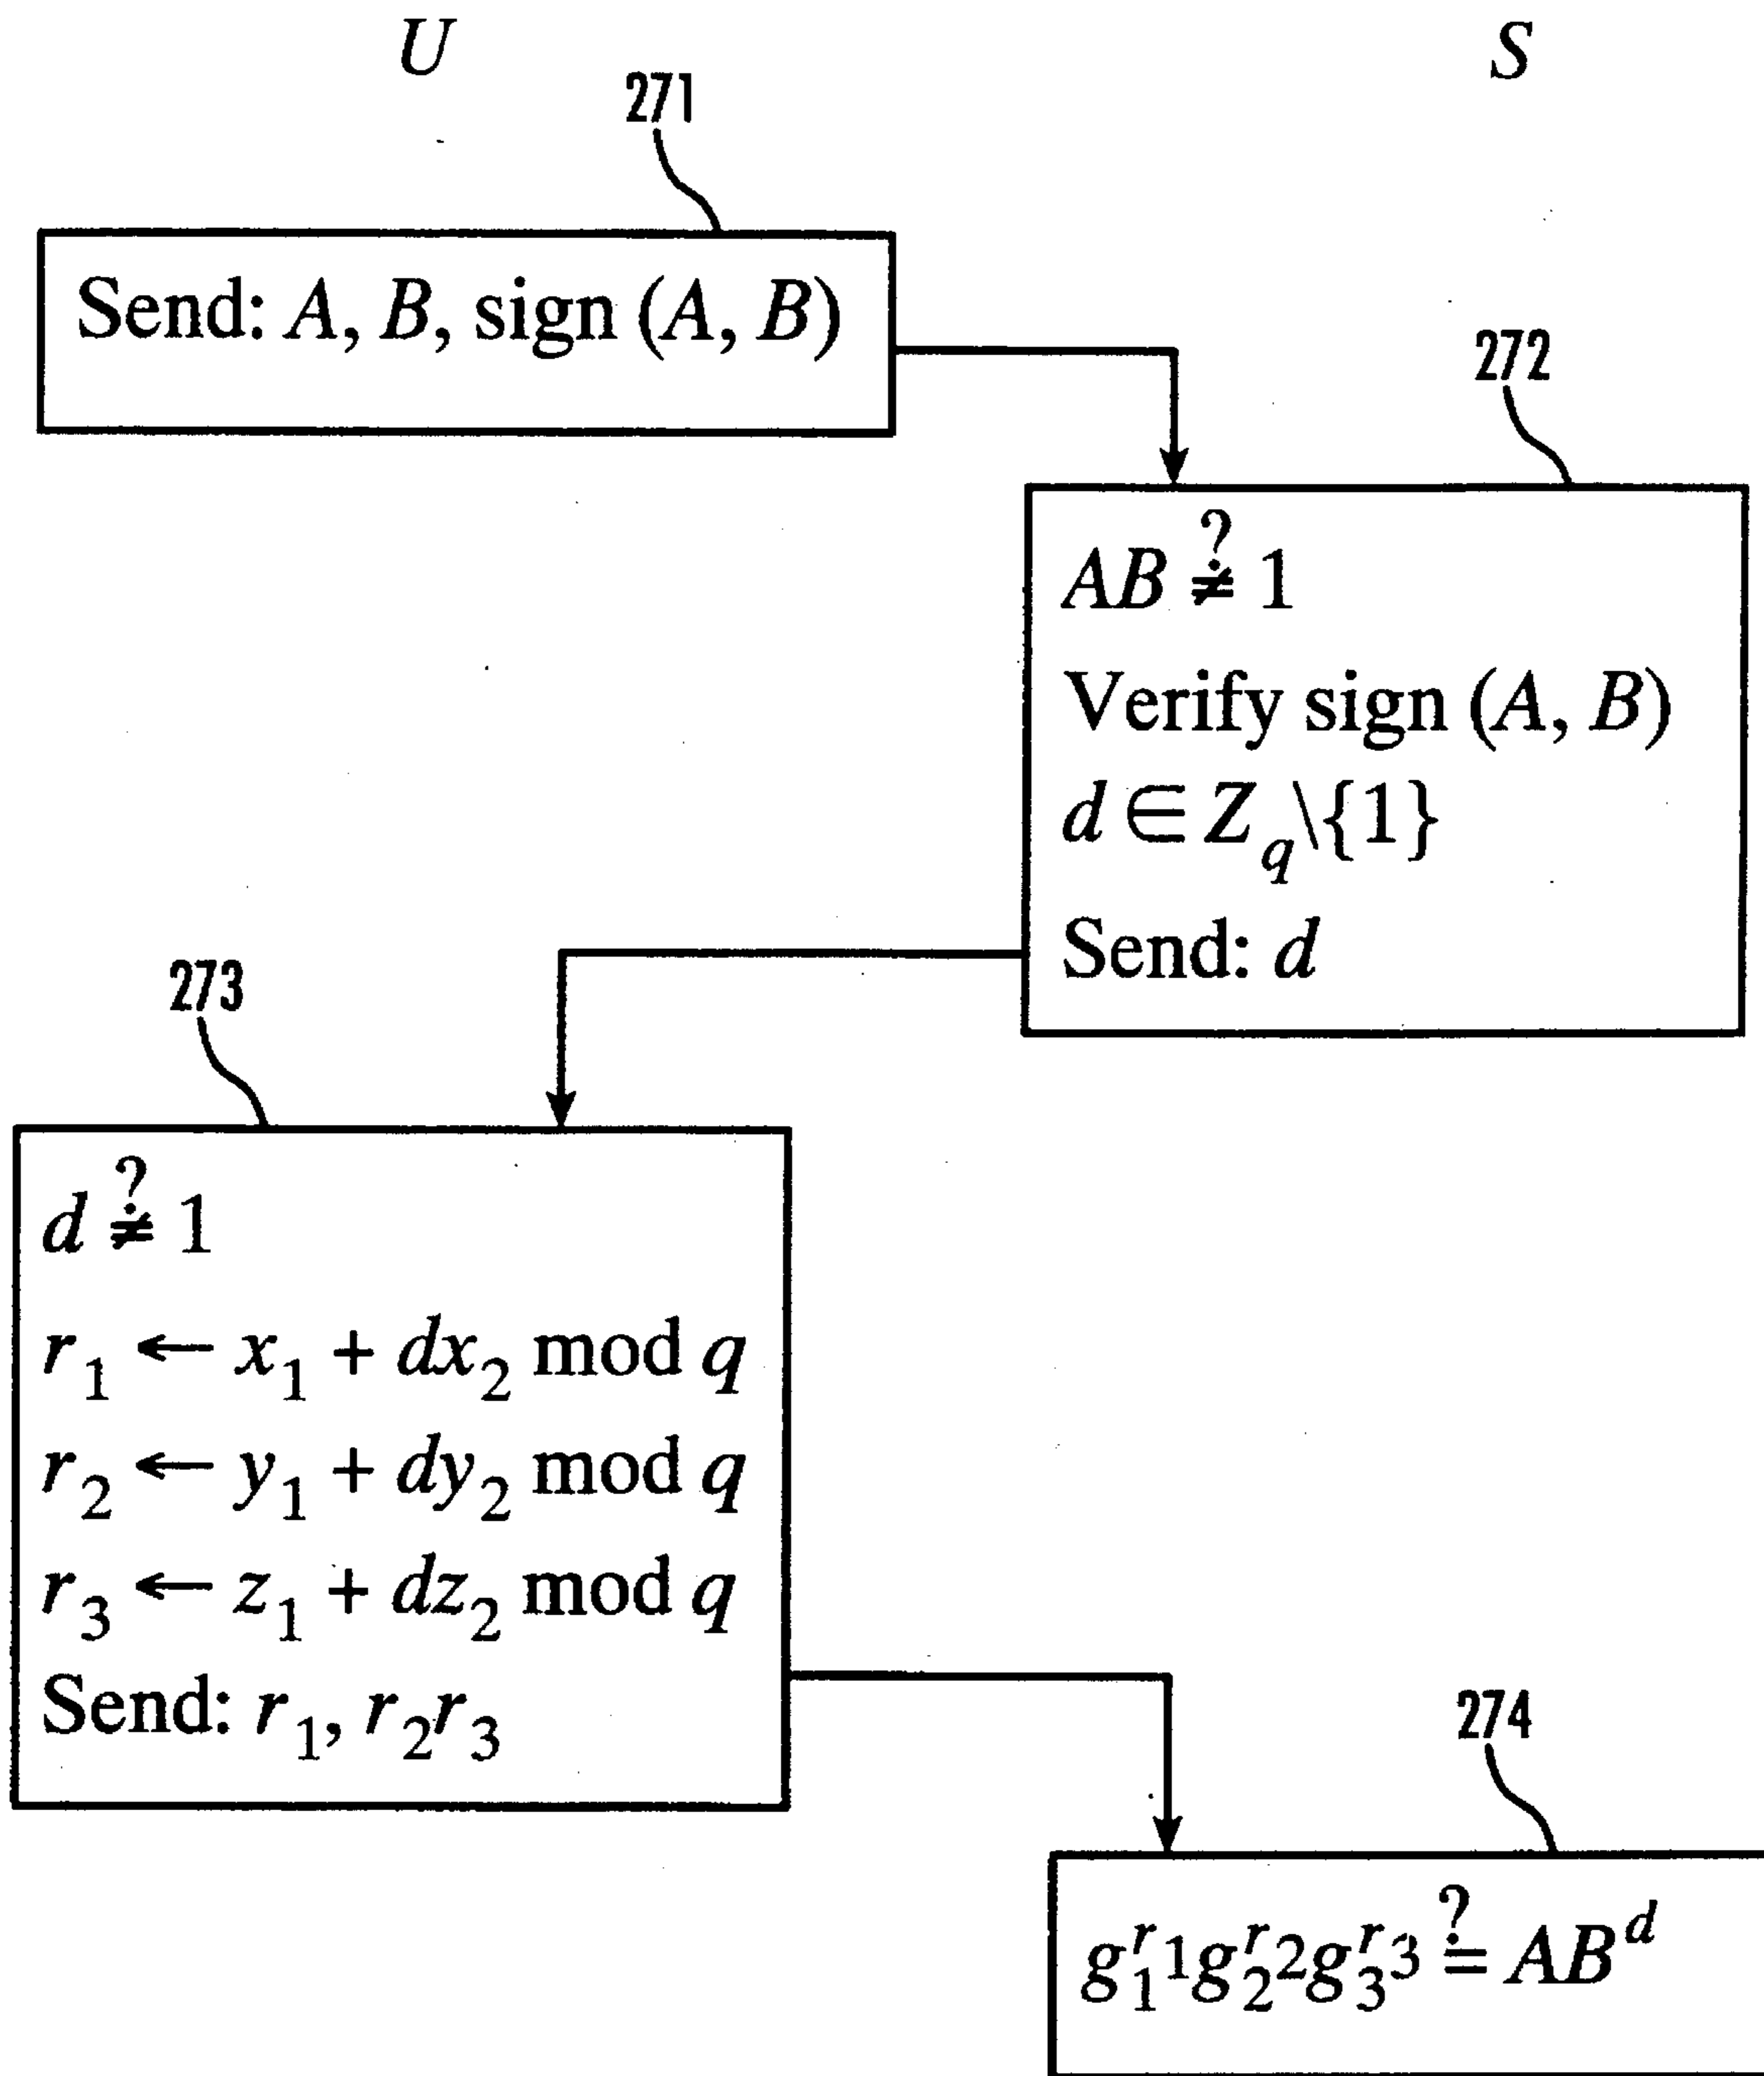 U
S
271
Send: A, B, sign (A, B)
272
AB ≠? 1
Verify sign (A, B)
d ∈ Z_q\{1}
Send: d
273
d ≠? 1
r_1 ← x_1 + dx_2 mod q
r_2 ← y_1 + dy_2 mod q
r_3 ← z_1 + dz_2 mod q
Send: r_1, r_2r_3
274
g_1^r1 g_2^r2 g_3^r3 =? AB^d